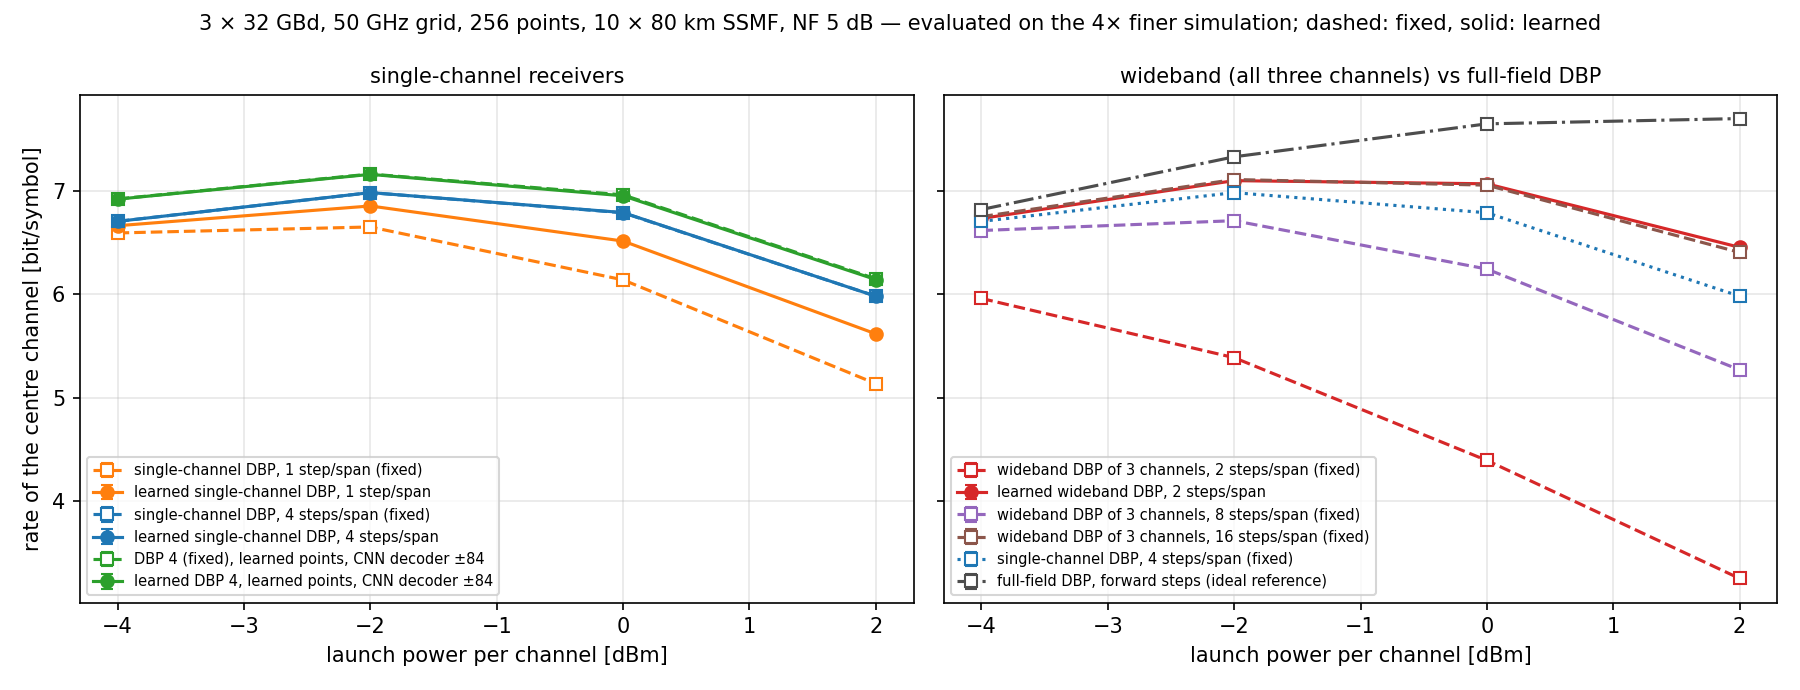 3 × 32 GBd, 50 GHz grid, 256 points, 10 × 80 km SSMF, NF 5 dB — evaluated on the 4× finer simulation; dashed: fixed, solid: learned
single-channel receivers
rate of the centre channel [bit/symbol]
7
6
5
4
single-channel DBP, 1 step/span (fixed)
learned single-channel DBP, 1 step/span
single-channel DBP, 4 steps/span (fixed)
learned single-channel DBP, 4 steps/span
DBP 4 (fixed), learned points, CNN decoder ±84
learned DBP 4, learned points, CNN decoder ±84
−4 −3 −2 −1 0 1 2
launch power per channel [dBm]
wideband (all three channels) vs full-field DBP
wideband DBP of 3 channels, 2 steps/span (fixed)
learned wideband DBP, 2 steps/span
wideband DBP of 3 channels, 8 steps/span (fixed)
wideband DBP of 3 channels, 16 steps/span (fixed)
single-channel DBP, 4 steps/span (fixed)
full-field DBP, forward steps (ideal reference)
−4 −3 −2 −1 0 1 2
launch power per channel [dBm]